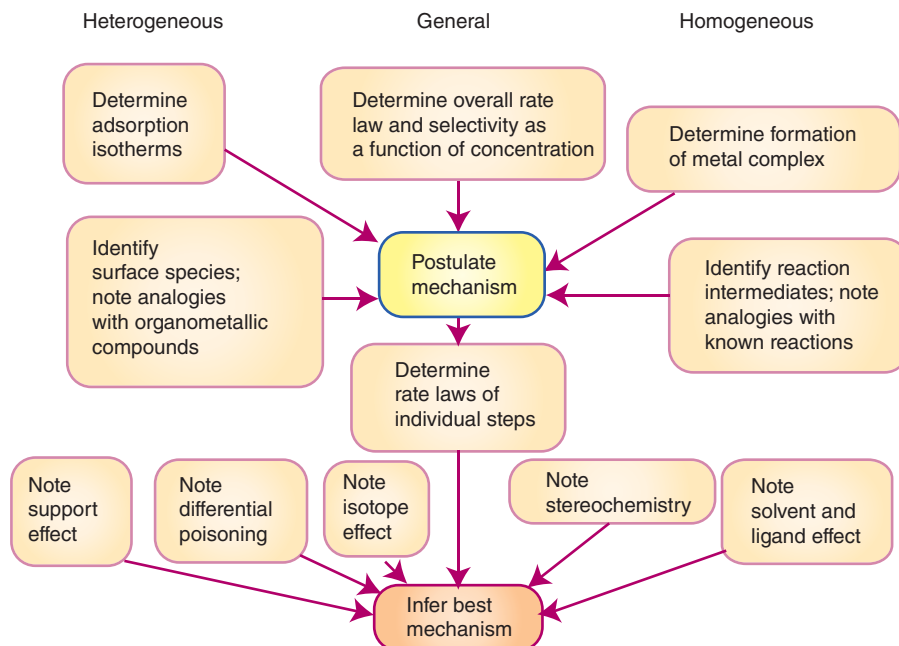 Heterogeneous
General
Homogeneous
Determine
adsorption
isotherms
Determine overall rate
law and selectivity as
a function of concentration
Determine formation
of metal complex
Identify
surface species;
note analogies
with organometallic
compounds
Postulate
mechanism
Identify reaction
intermediates; note
analogies with
known reactions
Determine
rate laws of
individual steps
Note
support
effect
Note
differential
poisoning
Note
isotope
effect
Note
stereochemistry
Note
solvent and
ligand effect
Infer best
mechanism